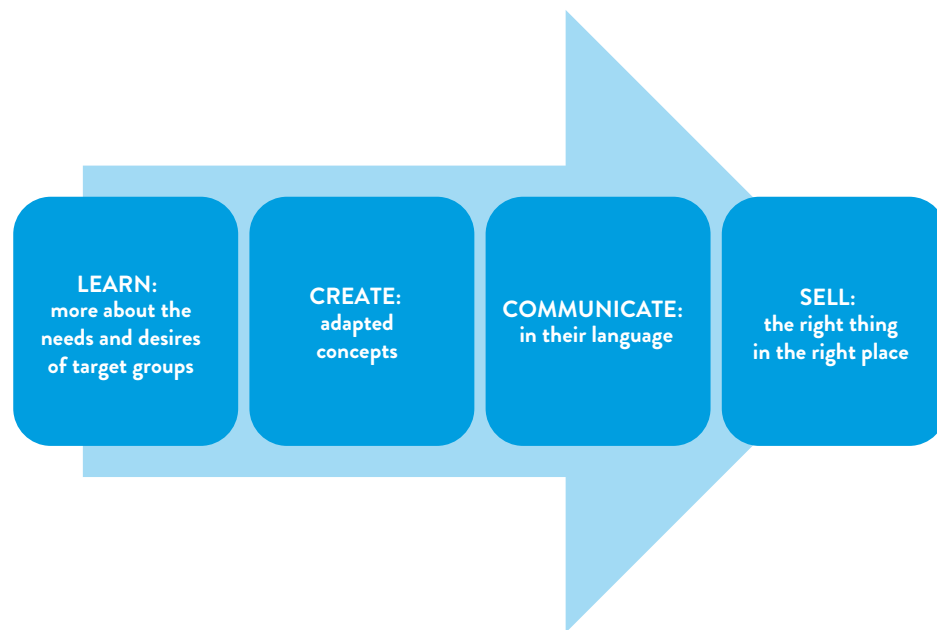 LEARN:
more about the
needs and desires
of target groups
CREATE:
adapted
concepts
COMMUNICATE:
in their language
SELL:
the right thing
in the right place